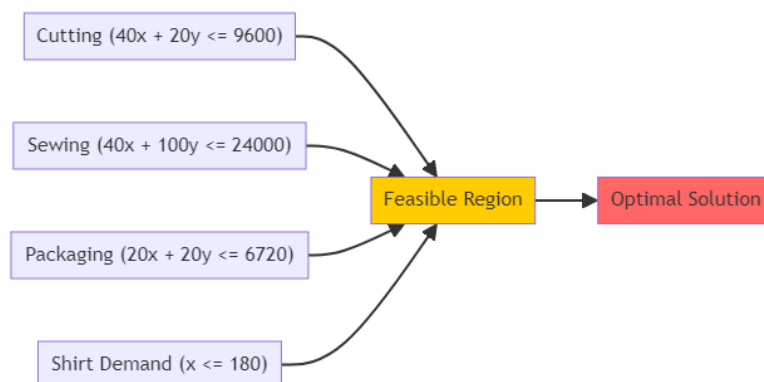 Cutting (40x + 20y <= 9600)
Sewing (40x + 100y <= 24000)
Feasible Region
Optimal Solution
Packaging (20x + 20y <= 6720)
Shirt Demand (x <= 180)